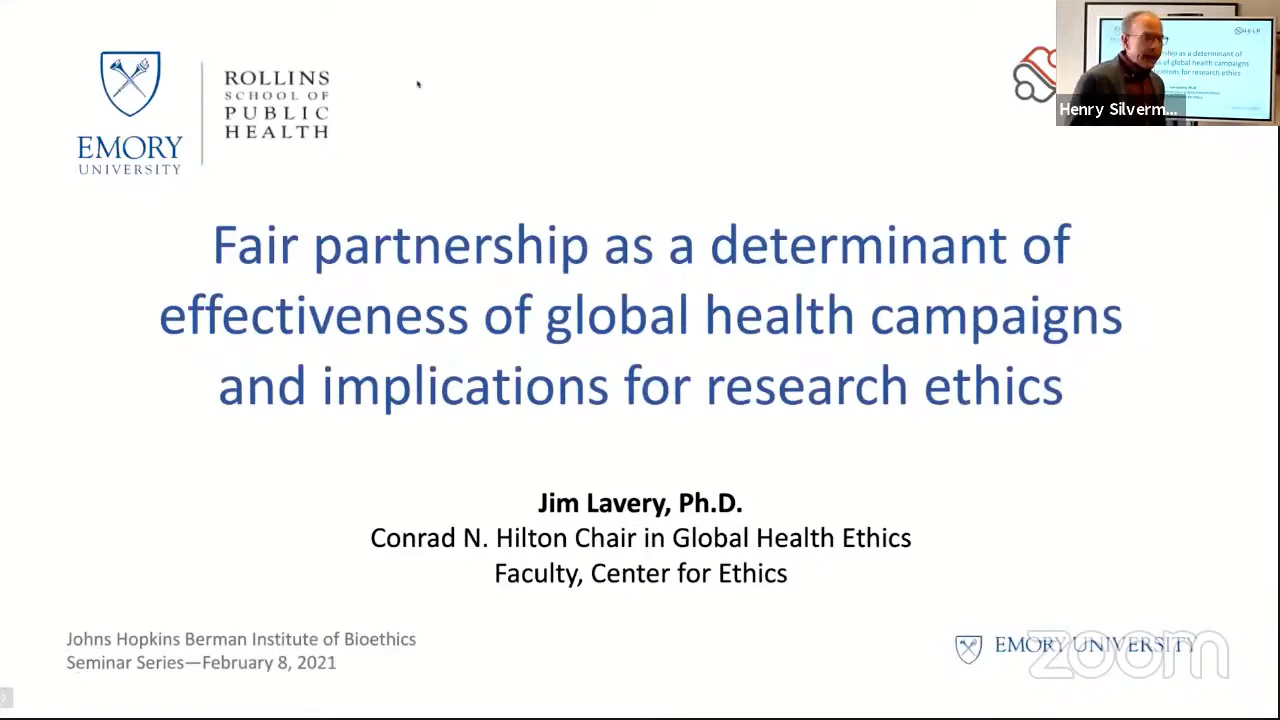 EMORY
UNIVERSITY
ROLLINS
SCHOOL OF
PUBLIC
HEALTH
Henry Silverm...
Fair partnership as a determinant of
effectiveness of global health campaigns
and implications for research ethics
Jim Lavery, Ph.D.
Conrad N. Hilton Chair in Global Health Ethics
Faculty, Center for Ethics
Johns Hopkins Berman Institute of Bioethics
Seminar Series—February 8, 2021
EMORY UNIVERSITY
zoom